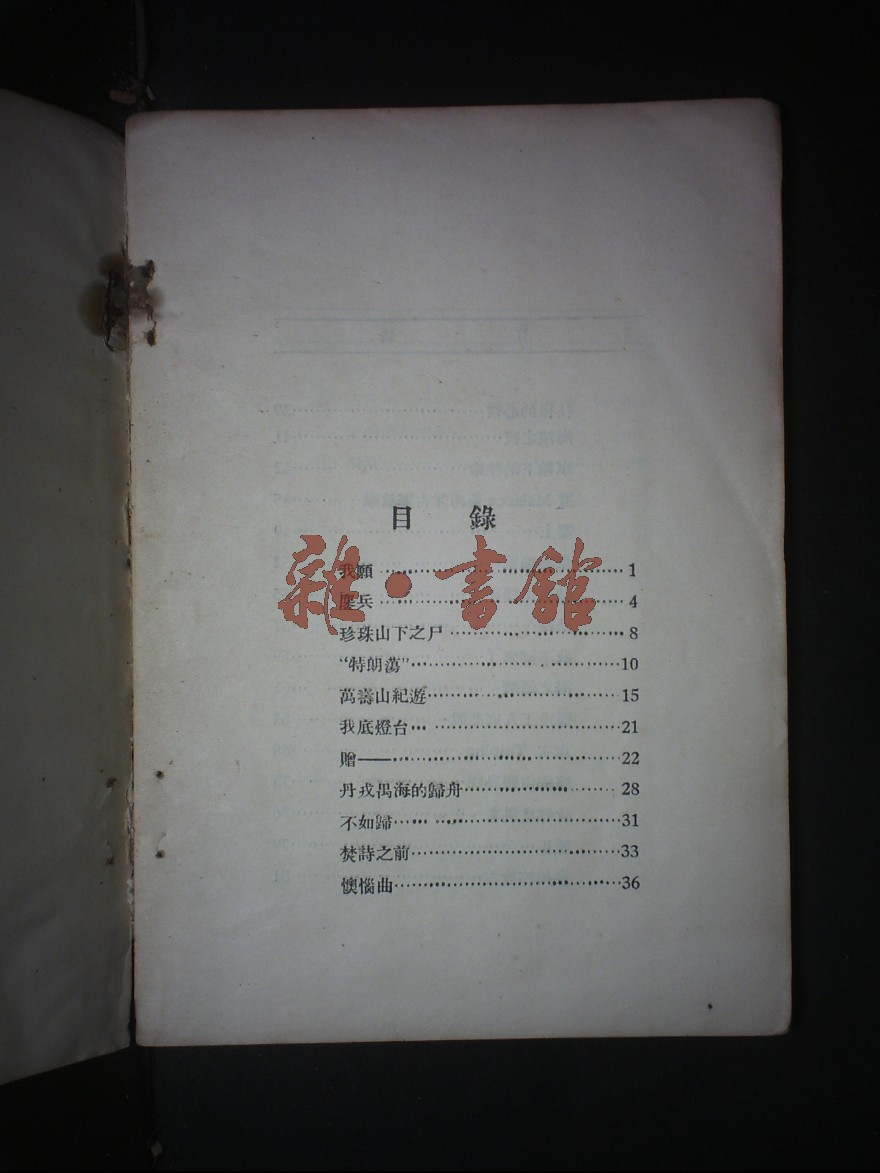 目 錄
我願 ……………………………………1
鏖兵 ……………………………………4
珍珠山下之尸 …………………………8
“特朗蕩”………………………………10
萬壽山紀遊……………………………15
我底燈台………………………………21
贈——…………………………………22
丹戎禺海的歸舟………………………28
不如歸…………………………………31
焚詩之前………………………………33
懊惱曲…………………………………36
雜·書館